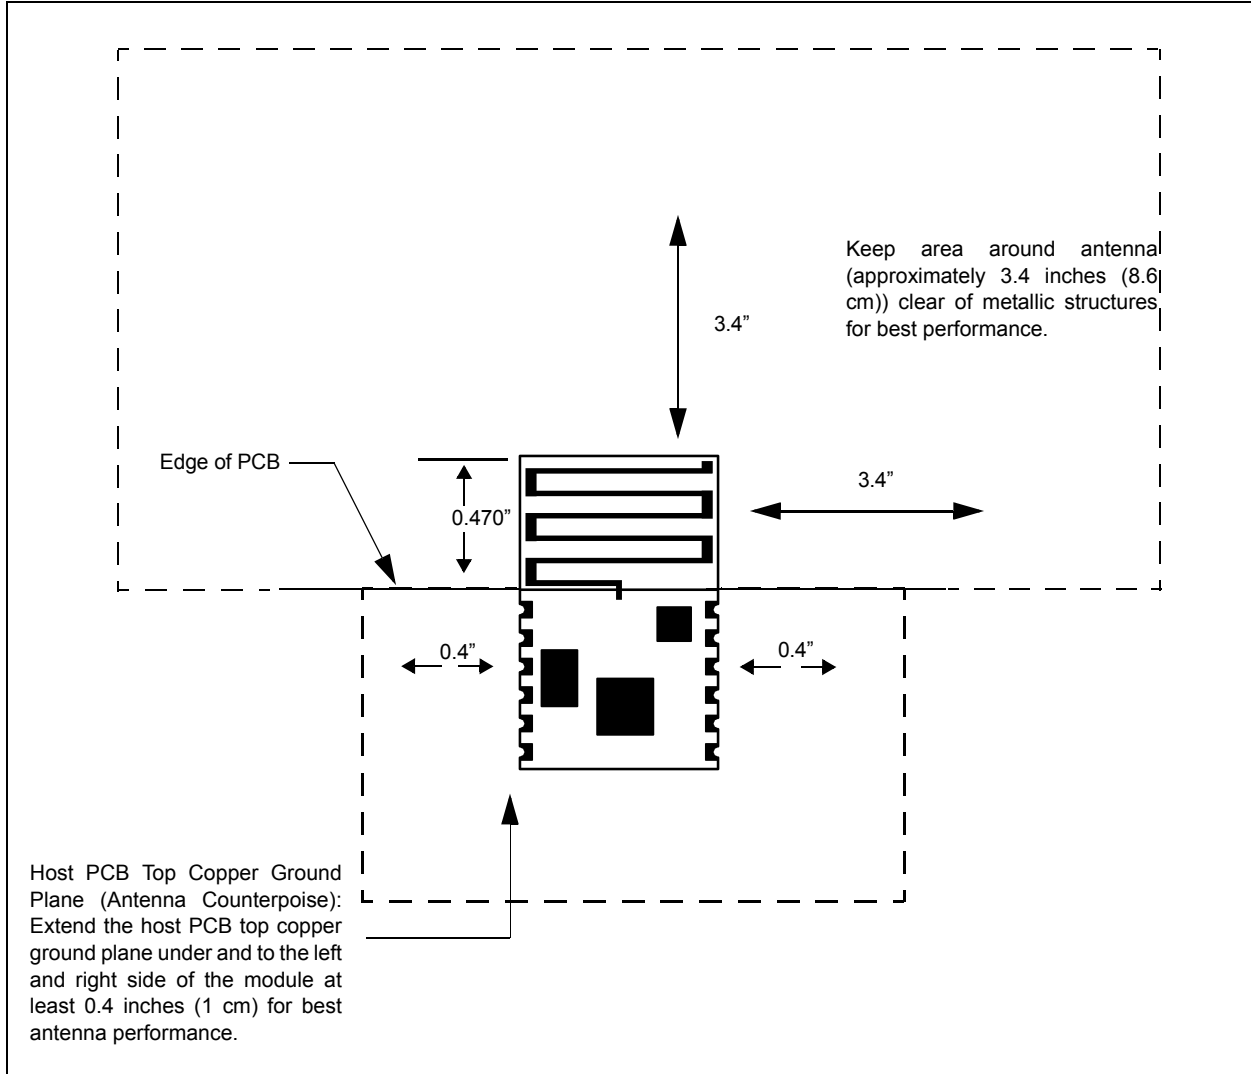 Keep area around antenna
(approximately 3.4 inches (8.6
cm)) clear of metallic structures
for best performance.
3.4”
Edge of PCB
0.470”
3.4”
0.4”
0.4”
Host PCB Top Copper Ground
Plane (Antenna Counterpoise):
Extend the host PCB top copper
ground plane under and to the left
and right side of the module at
least 0.4 inches (1 cm) for best
antenna performance.